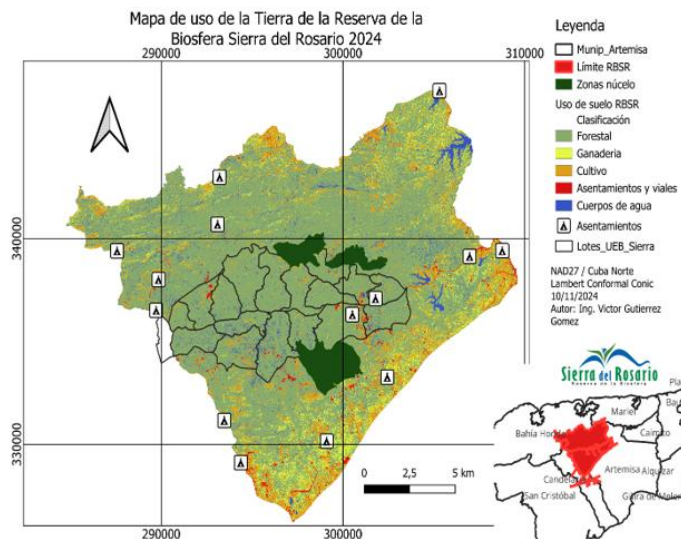 Mapa de uso de la Tierra de la Reserva de la
Biosfera Sierra del Rosario 2024
290000
300000
310000
340000
330000
340000
330000
290000
300000
0
2,5
5 km
Leyenda
Munip_Artemisa
Límite RBSR
Zonas núcelo
Uso de suelo RBSR
Clasificación
Forestal
Ganaderia
Cultivo
Asentamientos y viales
Cuerpos de agua
Asentamientos
Lotes_UEB_Sierra
NAD27 / Cuba Norte
Lambert Conformal Conic
10/11/2024
Autor: Ing. Victor Gutierrez
Gomez
Sierra del Rosario
Reserva de la Biosfera
Mariel
Bahía
Caimito
Artemisa
Alquízar
San Cristóbal